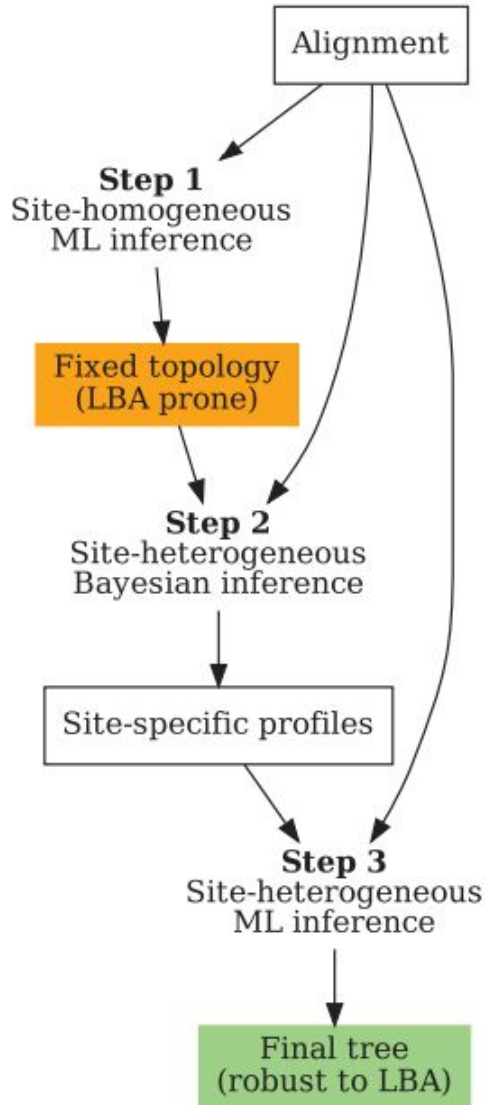 Alignment
Step 1
Site-homogeneous
ML inference
Fixed topology
(LBA prone)
Step 2
Site-heterogeneous
Bayesian inference
Site-specific profiles
Step 3
Site-heterogeneous
ML inference
Final tree
(robust to LBA)